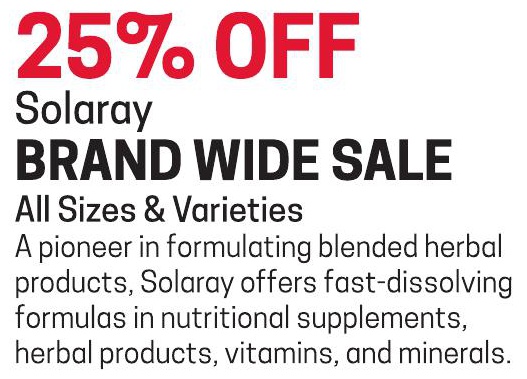 25% OFF
Solaray
BRAND WIDE SALE
All Sizes & Varieties
A pioneer in formulating blended herbal
products, Solaray offers fast-dissolving
formulas in nutritional supplements,
herbal products, vitamins, and minerals.